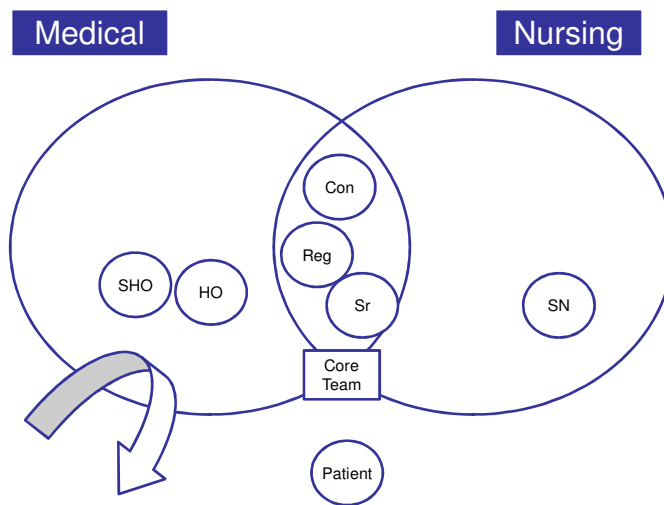 Medical
Nursing
Con
Reg
SHO
HO
Sr
SN
Core
Team
Patient